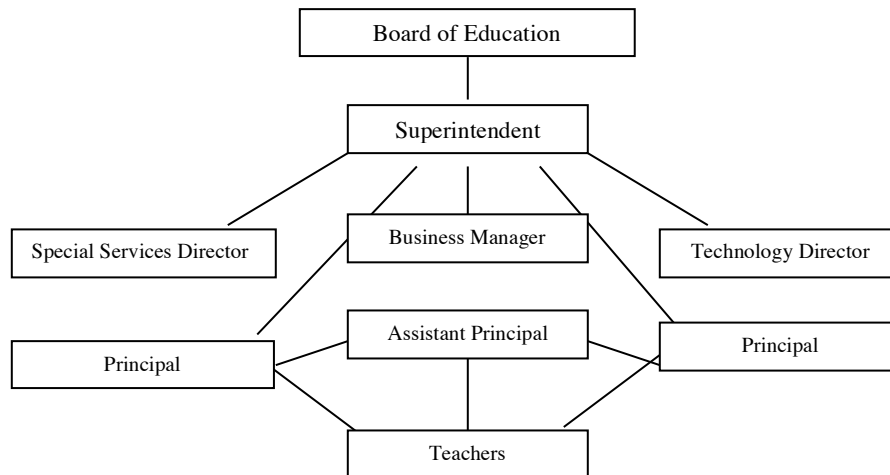 Board of Education
Superintendent
Special Services Director
Business Manager
Technology Director
Principal
Assistant Principal
Principal
Teachers